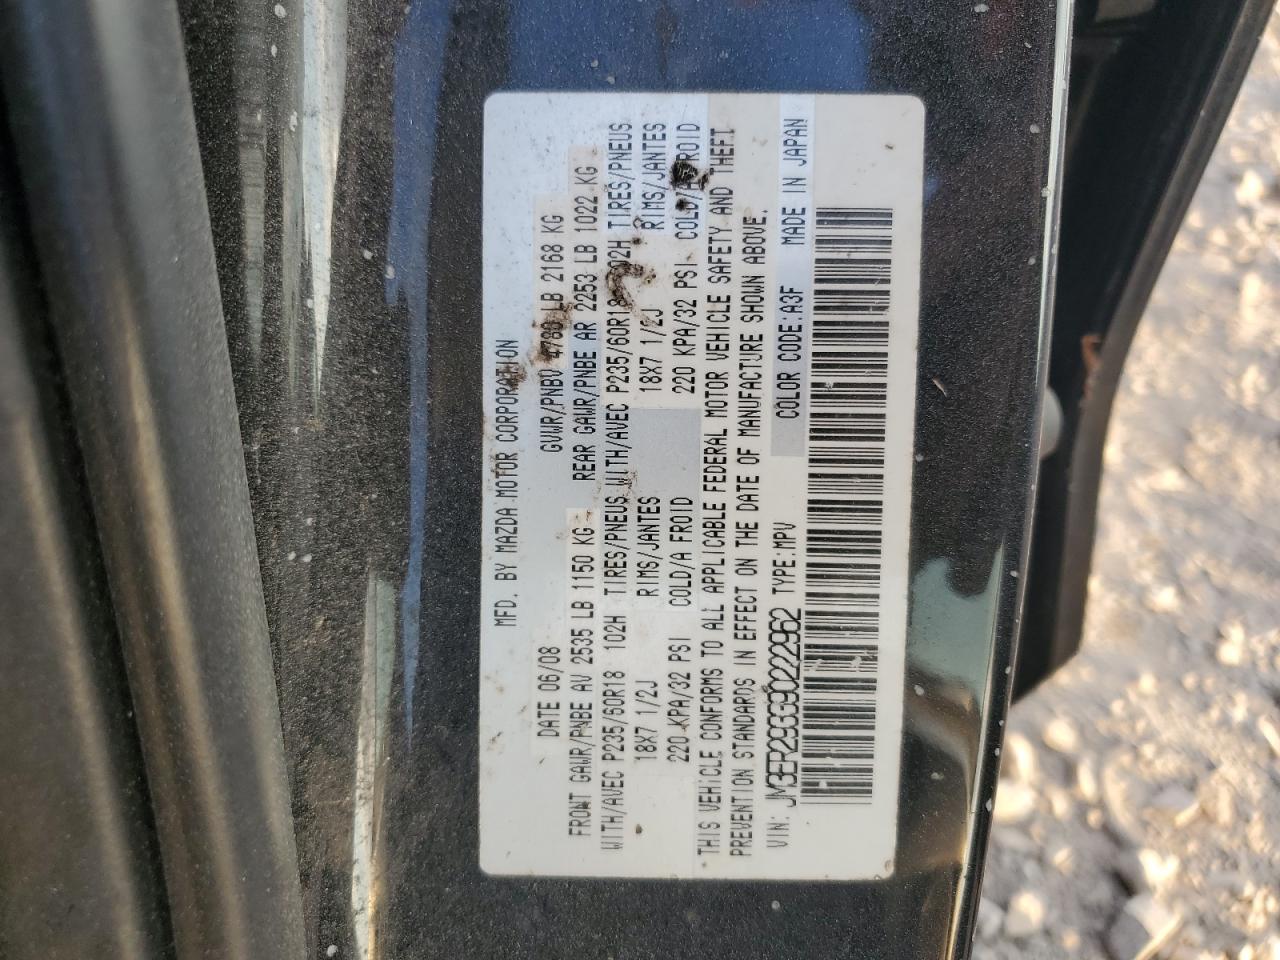 MFD. BY MAZDA MOTOR CORPORATION
DATE 06/08 GVWR/PNBV 4780 LB 2168 KG
FRONT GAWR/PNBE AV 2535 LB 1150 KG REAR GAWR/PNBE AR 2253 LB 1022 KG
WITH/AVEC P235/60R18 102H TIRES/PNEUS WITH/AVEC P235/60R18 102H TIRES/PNEUS
18X7 1/2J RIMS/JANTES 18X7 1/2J RIMS/JANTES
220 KPA/32 PSI COLD/A FROID 220 KPA/32 PSI COLD/A FROID
THIS VEHICLE CONFORMS TO ALL APPLICABLE FEDERAL MOTOR VEHICLE SAFETY AND THEFT
PREVENTION STANDARDS IN EFFECT ON THE DATE OF MANUFACTURE SHOWN ABOVE.
VIN: JM3ER293390222962 TYPE:MPV COLOR CODE:A3F MADE IN JAPAN